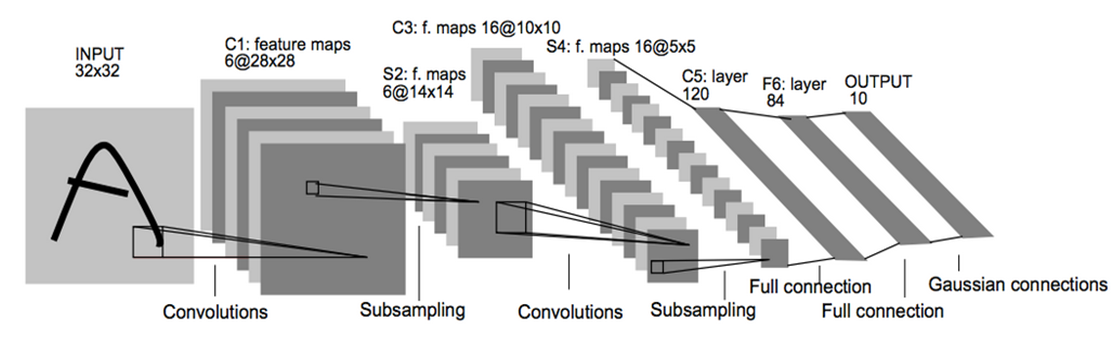 INPUT
32x32
C1: feature maps
6@28x28
S2: f. maps
6@14x14
C3: f. maps 16@10x10
S4: f. maps 16@5x5
C5: layer
120
F6: layer
84
OUTPUT
10
Convolutions
Subsampling
Convolutions
Subsampling
Full connection
Full connection
Gaussian connections